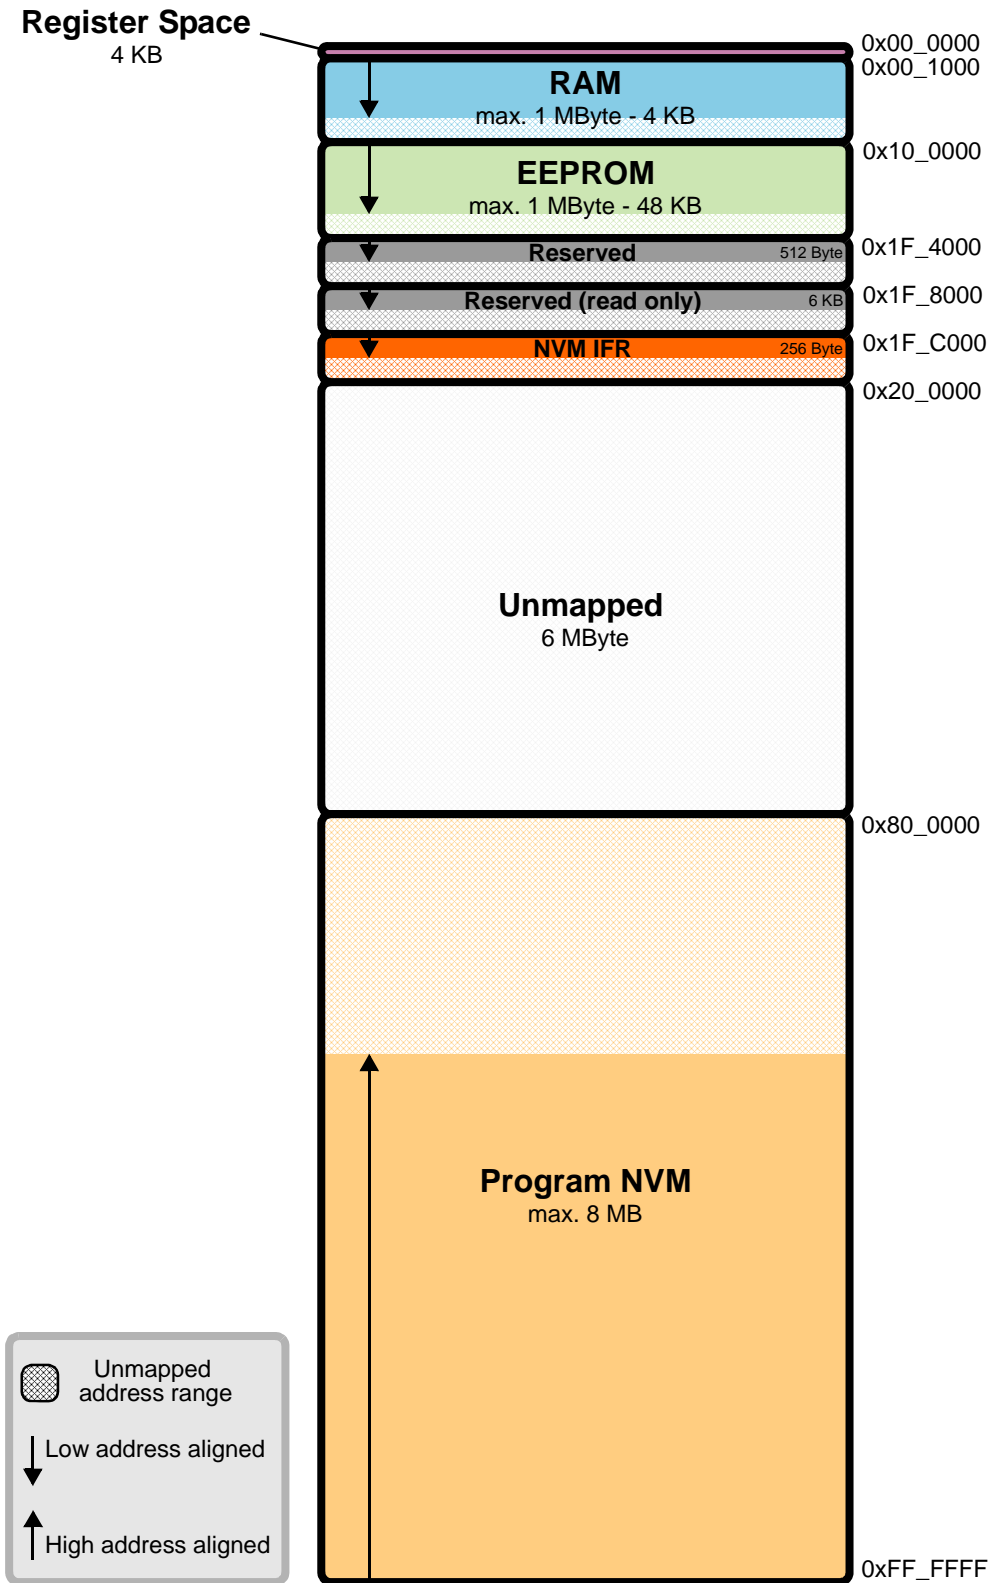 Register Space
4 KB
0x00_0000
0x00_1000
RAM
max. 1 MByte - 4 KB
0x10_0000
EEPROM
max. 1 MByte - 48 KB
0x1F_4000
Reserved
512 Byte
0x1F_8000
Reserved (read only)
6 KB
0x1F_C000
NVM IFR
256 Byte
0x20_0000
Unmapped
6 MByte
0x80_0000
Program NVM
max. 8 MB
Unmapped
address range
Low address aligned
High address aligned
0xFF_FFFF